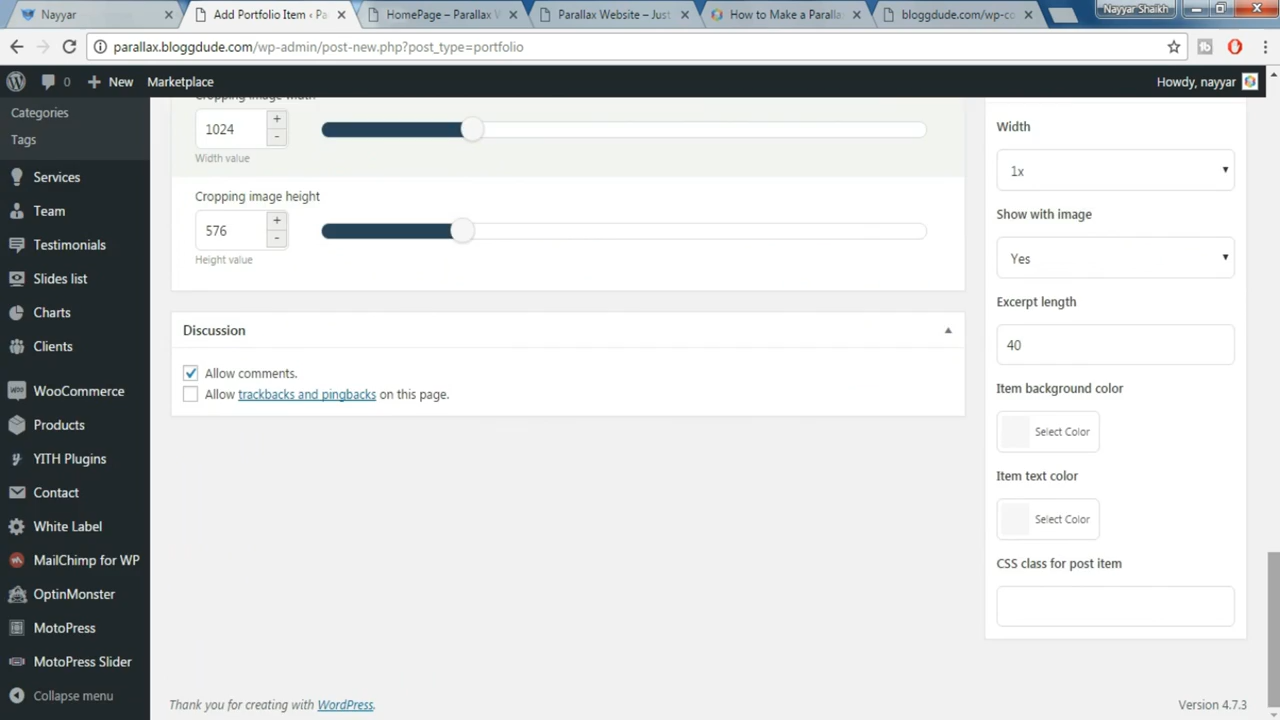 Nayyar
Add Portfolio Item ‹ Pa
HomePage – Parallax W
Parallax Website – Just
How to Make a Paralla
bloggdude.com/wp-co
Nayyar Shaikh
parallax.bloggdude.com/wp-admin/post-new.php?post_type=portfolio
0
New
Marketplace
Howdy, nayyar
Categories
Tags
Services
Team
Testimonials
Slides list
Charts
Clients
WooCommerce
Products
YITH Plugins
Contact
White Label
MailChimp for WP
OptinMonster
MotoPress
MotoPress Slider
Collapse menu
Cropping image width
1024
+
-
Width value
Cropping image height
576
+
-
Height value
Discussion
Allow comments.
Allow trackbacks and pingbacks on this page.
Width
1x
Show with image
Yes
Excerpt length
40
Item background color
Select Color
Item text color
Select Color
CSS class for post item
Thank you for creating with WordPress.
Version 4.7.3